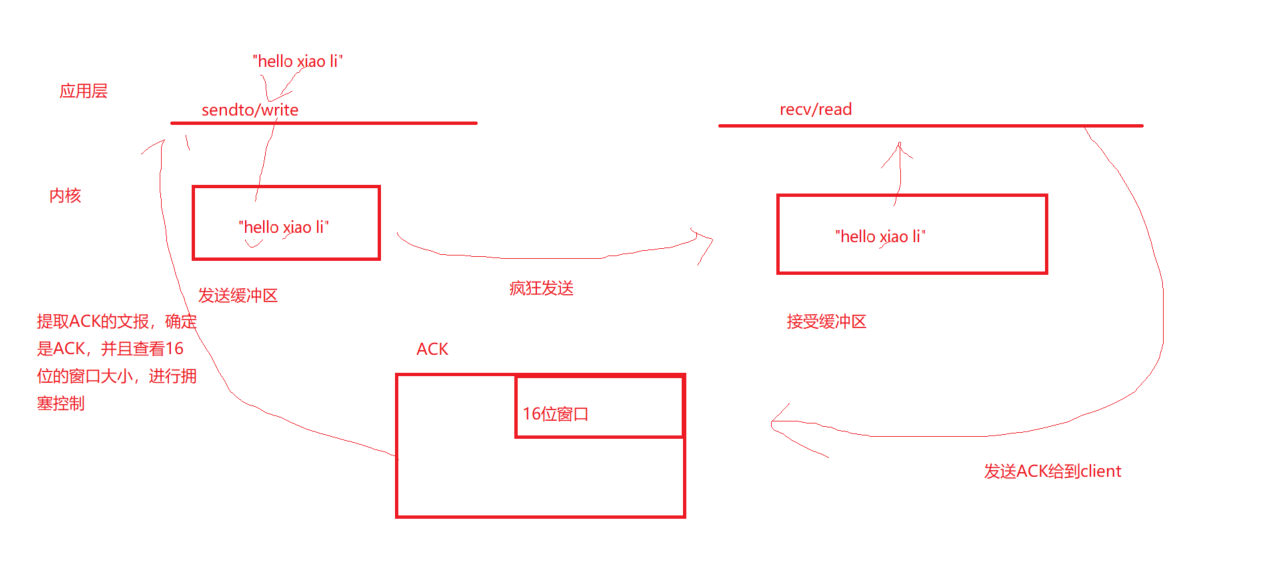 "hello xiao li"
应用层
sendto/write
recv/read
内核
"hello xiao li"
"hello xiao li"
发送缓冲区
疯狂发送
接受缓冲区
提取ACK的文报，确定
是ACK，并且查看16
位的窗口大小，进行拥
塞控制
ACK
16位窗口
发送ACK给到client